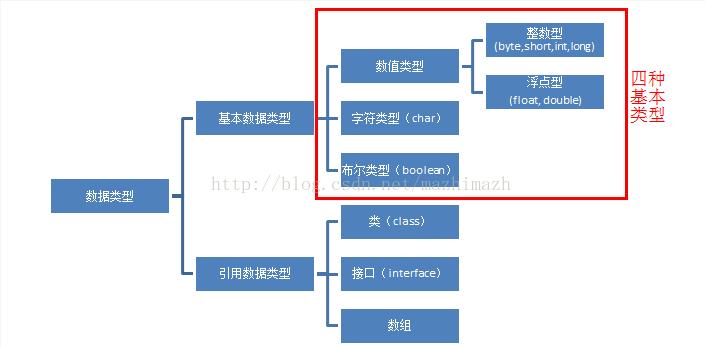 整数型
(byte,short,int,long)
数值类型
浮点型
(float, double)
四种
基本
类型
基本数据类型
字符类型（char）
布尔类型（boolean）
http://blog.csdn.net/mazhimazh
数据类型
类（class）
引用数据类型
接口（interface）
数组